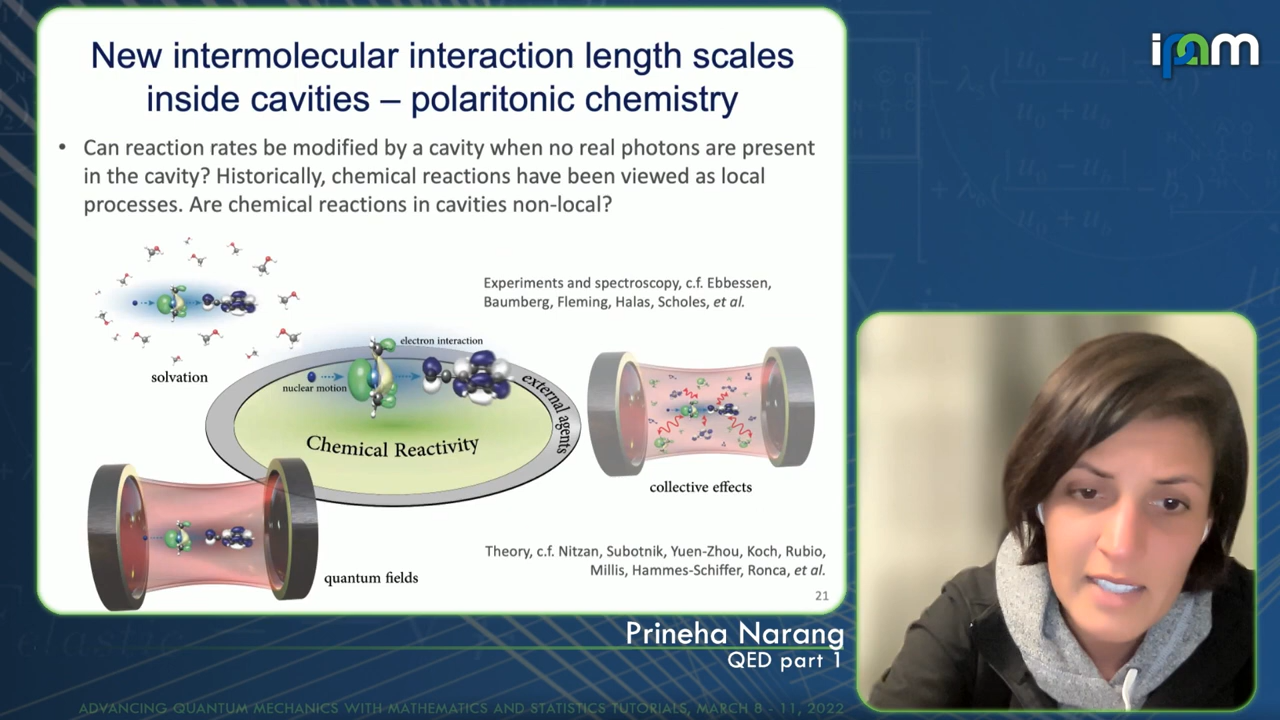 New intermolecular interaction length scales
inside cavities – polaritonic chemistry
• Can reaction rates be modified by a cavity when no real photons are present
in the cavity? Historically, chemical reactions have been viewed as local
processes. Are chemical reactions in cavities non-local?
Experiments and spectroscopy, c.f. Ebbessen,
Baumberg, Fleming, Halas, Scholes, et al.
solvation
electron interaction
nuclear motion
external agents
Chemical Reactivity
collective effects
quantum fields
Theory, c.f. Nitzan, Subotnik, Yuen-Zhou, Koch, Rubio,
Millis, Hammes-Schiffer, Ronca, et al.
21
ipam
Prineha Narang
QED part 1
ADVANCING QUANTUM MECHANICS WITH MATHEMATICS AND STATISTICS TUTORIALS, MARCH 8 - 11, 2022